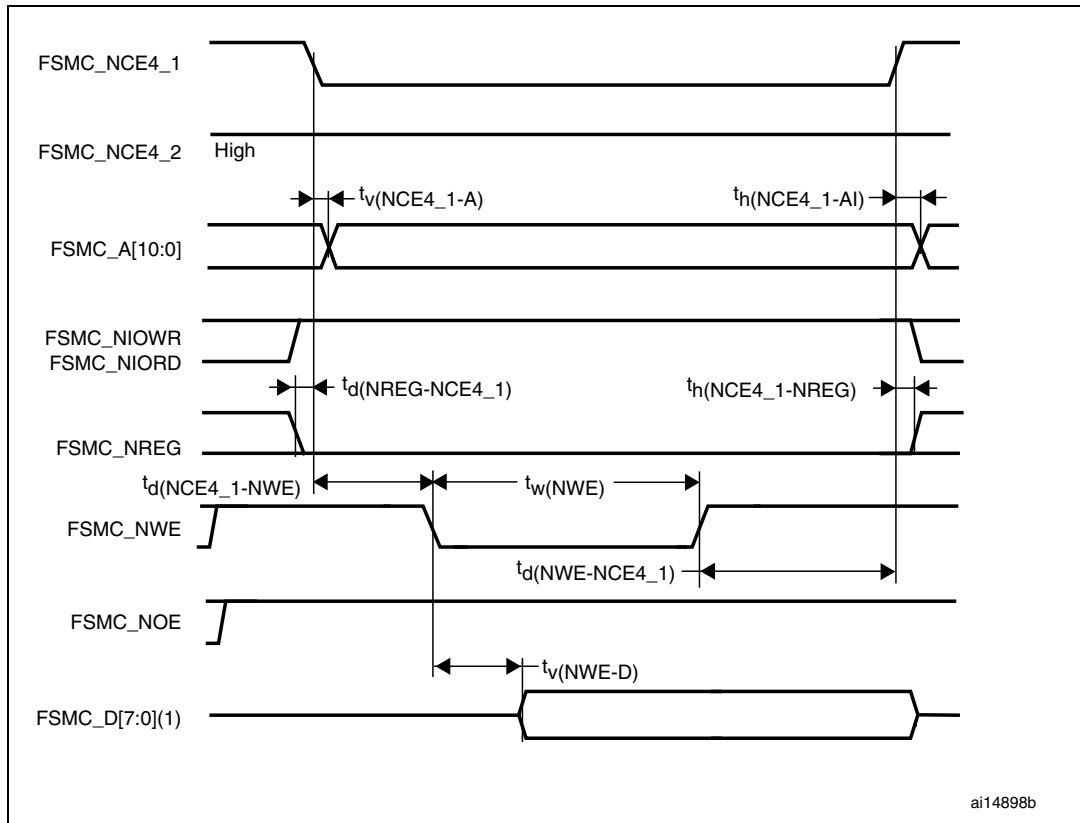 FSMC_NCE4_1
FSMC_NCE4_2 High
tv(NCE4_1-A) th(NCE4_1-AI)
FSMC_A[10:0]
FSMC_NIOWR
FSMC_NIORD
td(NREG-NCE4_1) th(NCE4_1-NREG)
FSMC_NREG
td(NCE4_1-NWE) tw(NWE)
FSMC_NWE
td(NWE-NCE4_1)
FSMC_NOE
tv(NWE-D)
FSMC_D[7:0](1)
ai14898b